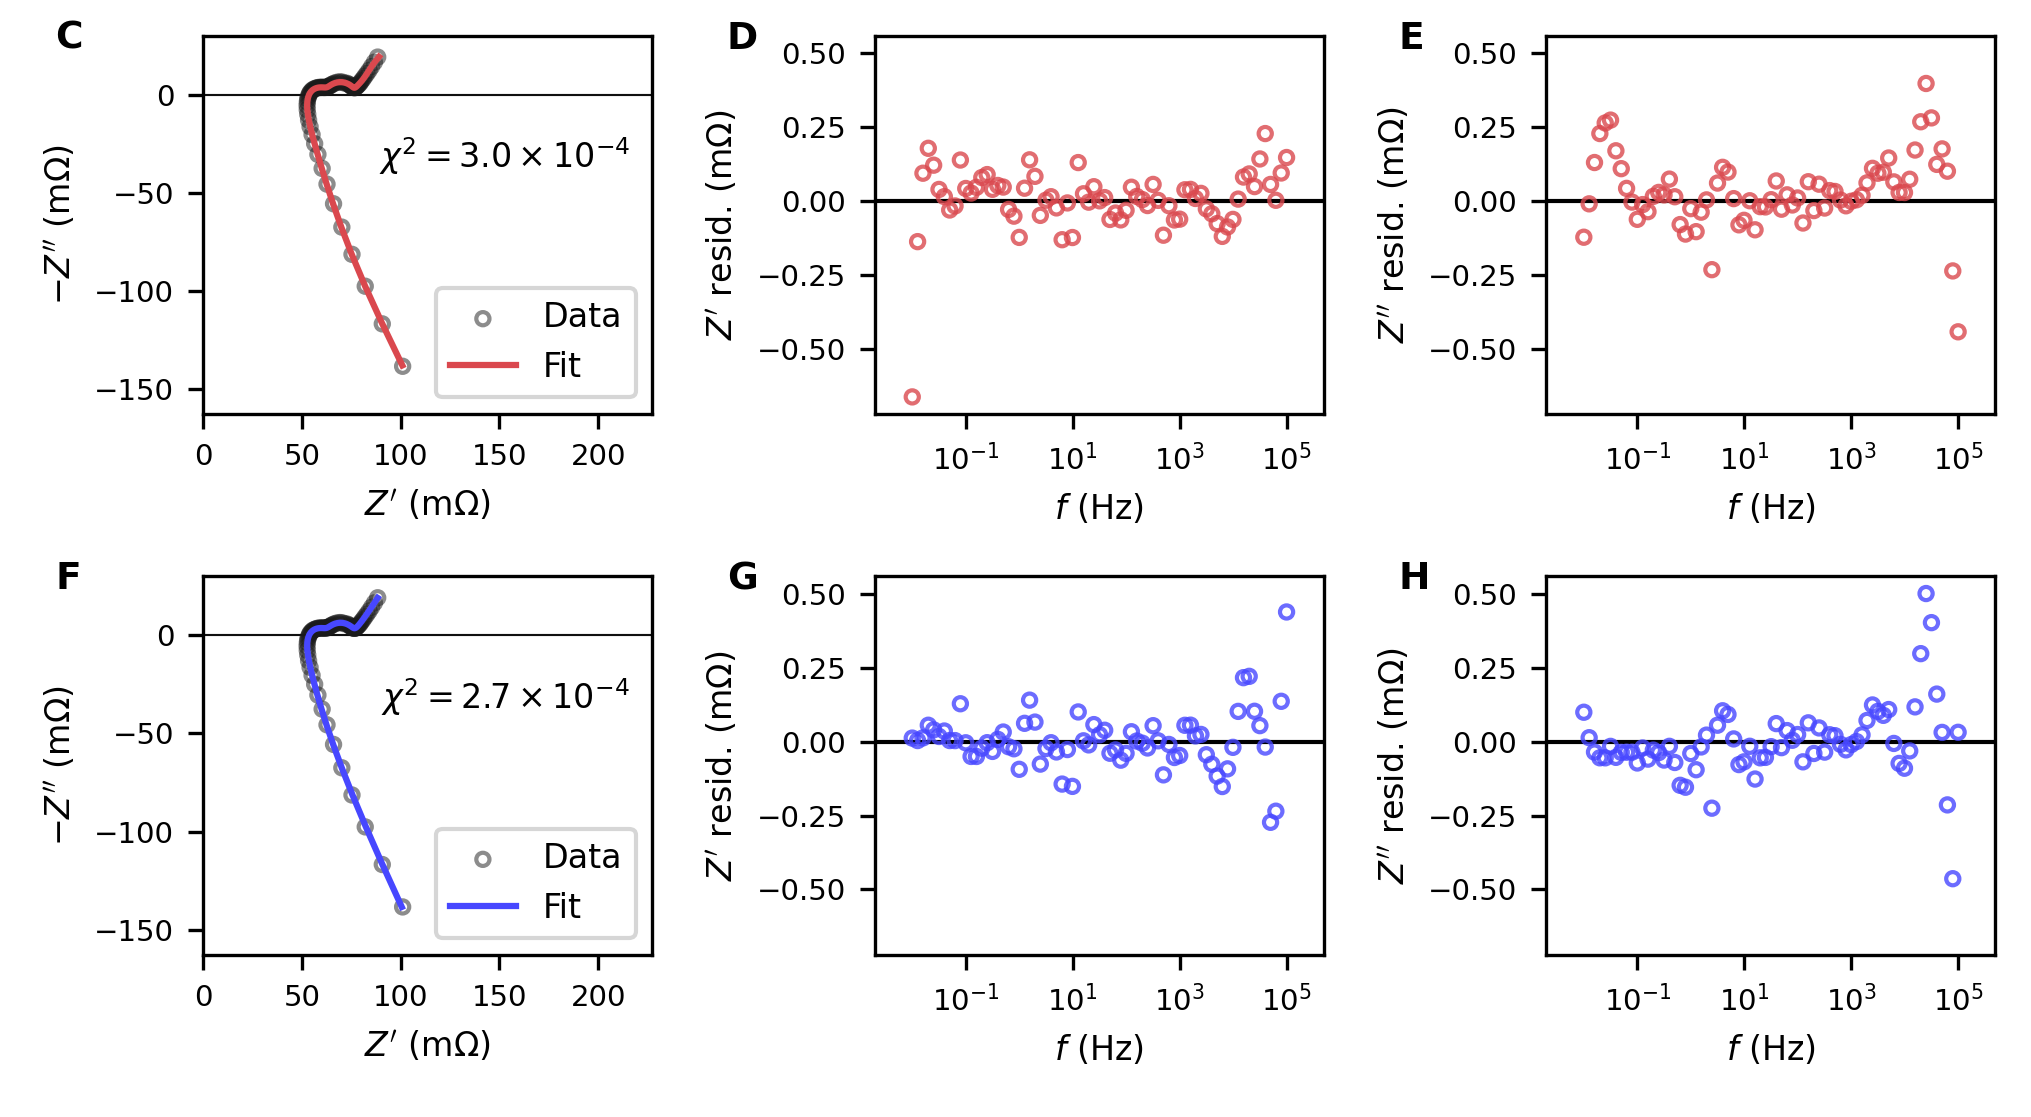 C
0
−50
−100
−150
−Z′′ (mΩ)
χ² = 3.0 × 10⁻⁴
Data
Fit
0 50 100 150 200
Z′ (mΩ)
D
0.50
0.25
0.00
−0.25
−0.50
Z′ resid. (mΩ)
10⁻¹ 10¹ 10³ 10⁵
f (Hz)
E
0.50
0.25
0.00
−0.25
−0.50
Z′′ resid. (mΩ)
10⁻¹ 10¹ 10³ 10⁵
f (Hz)
F
0
−50
−100
−150
−Z′′ (mΩ)
χ² = 2.7 × 10⁻⁴
Data
Fit
0 50 100 150 200
Z′ (mΩ)
G
0.50
0.25
0.00
−0.25
−0.50
Z′ resid. (mΩ)
10⁻¹ 10¹ 10³ 10⁵
f (Hz)
H
0.50
0.25
0.00
−0.25
−0.50
Z′′ resid. (mΩ)
10⁻¹ 10¹ 10³ 10⁵
f (Hz)